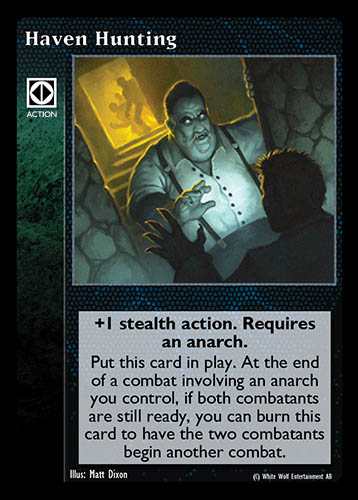 Haven Hunting
ACTION
+1 stealth action. Requires
an anarch.
Put this card in play. At the end
of a combat involving an anarch
you control, if both combatants
are still ready, you can burn this
card to have the two combatants
begin another combat.
Illus: Matt Dixon
(C) White Wolf Entertainment AB